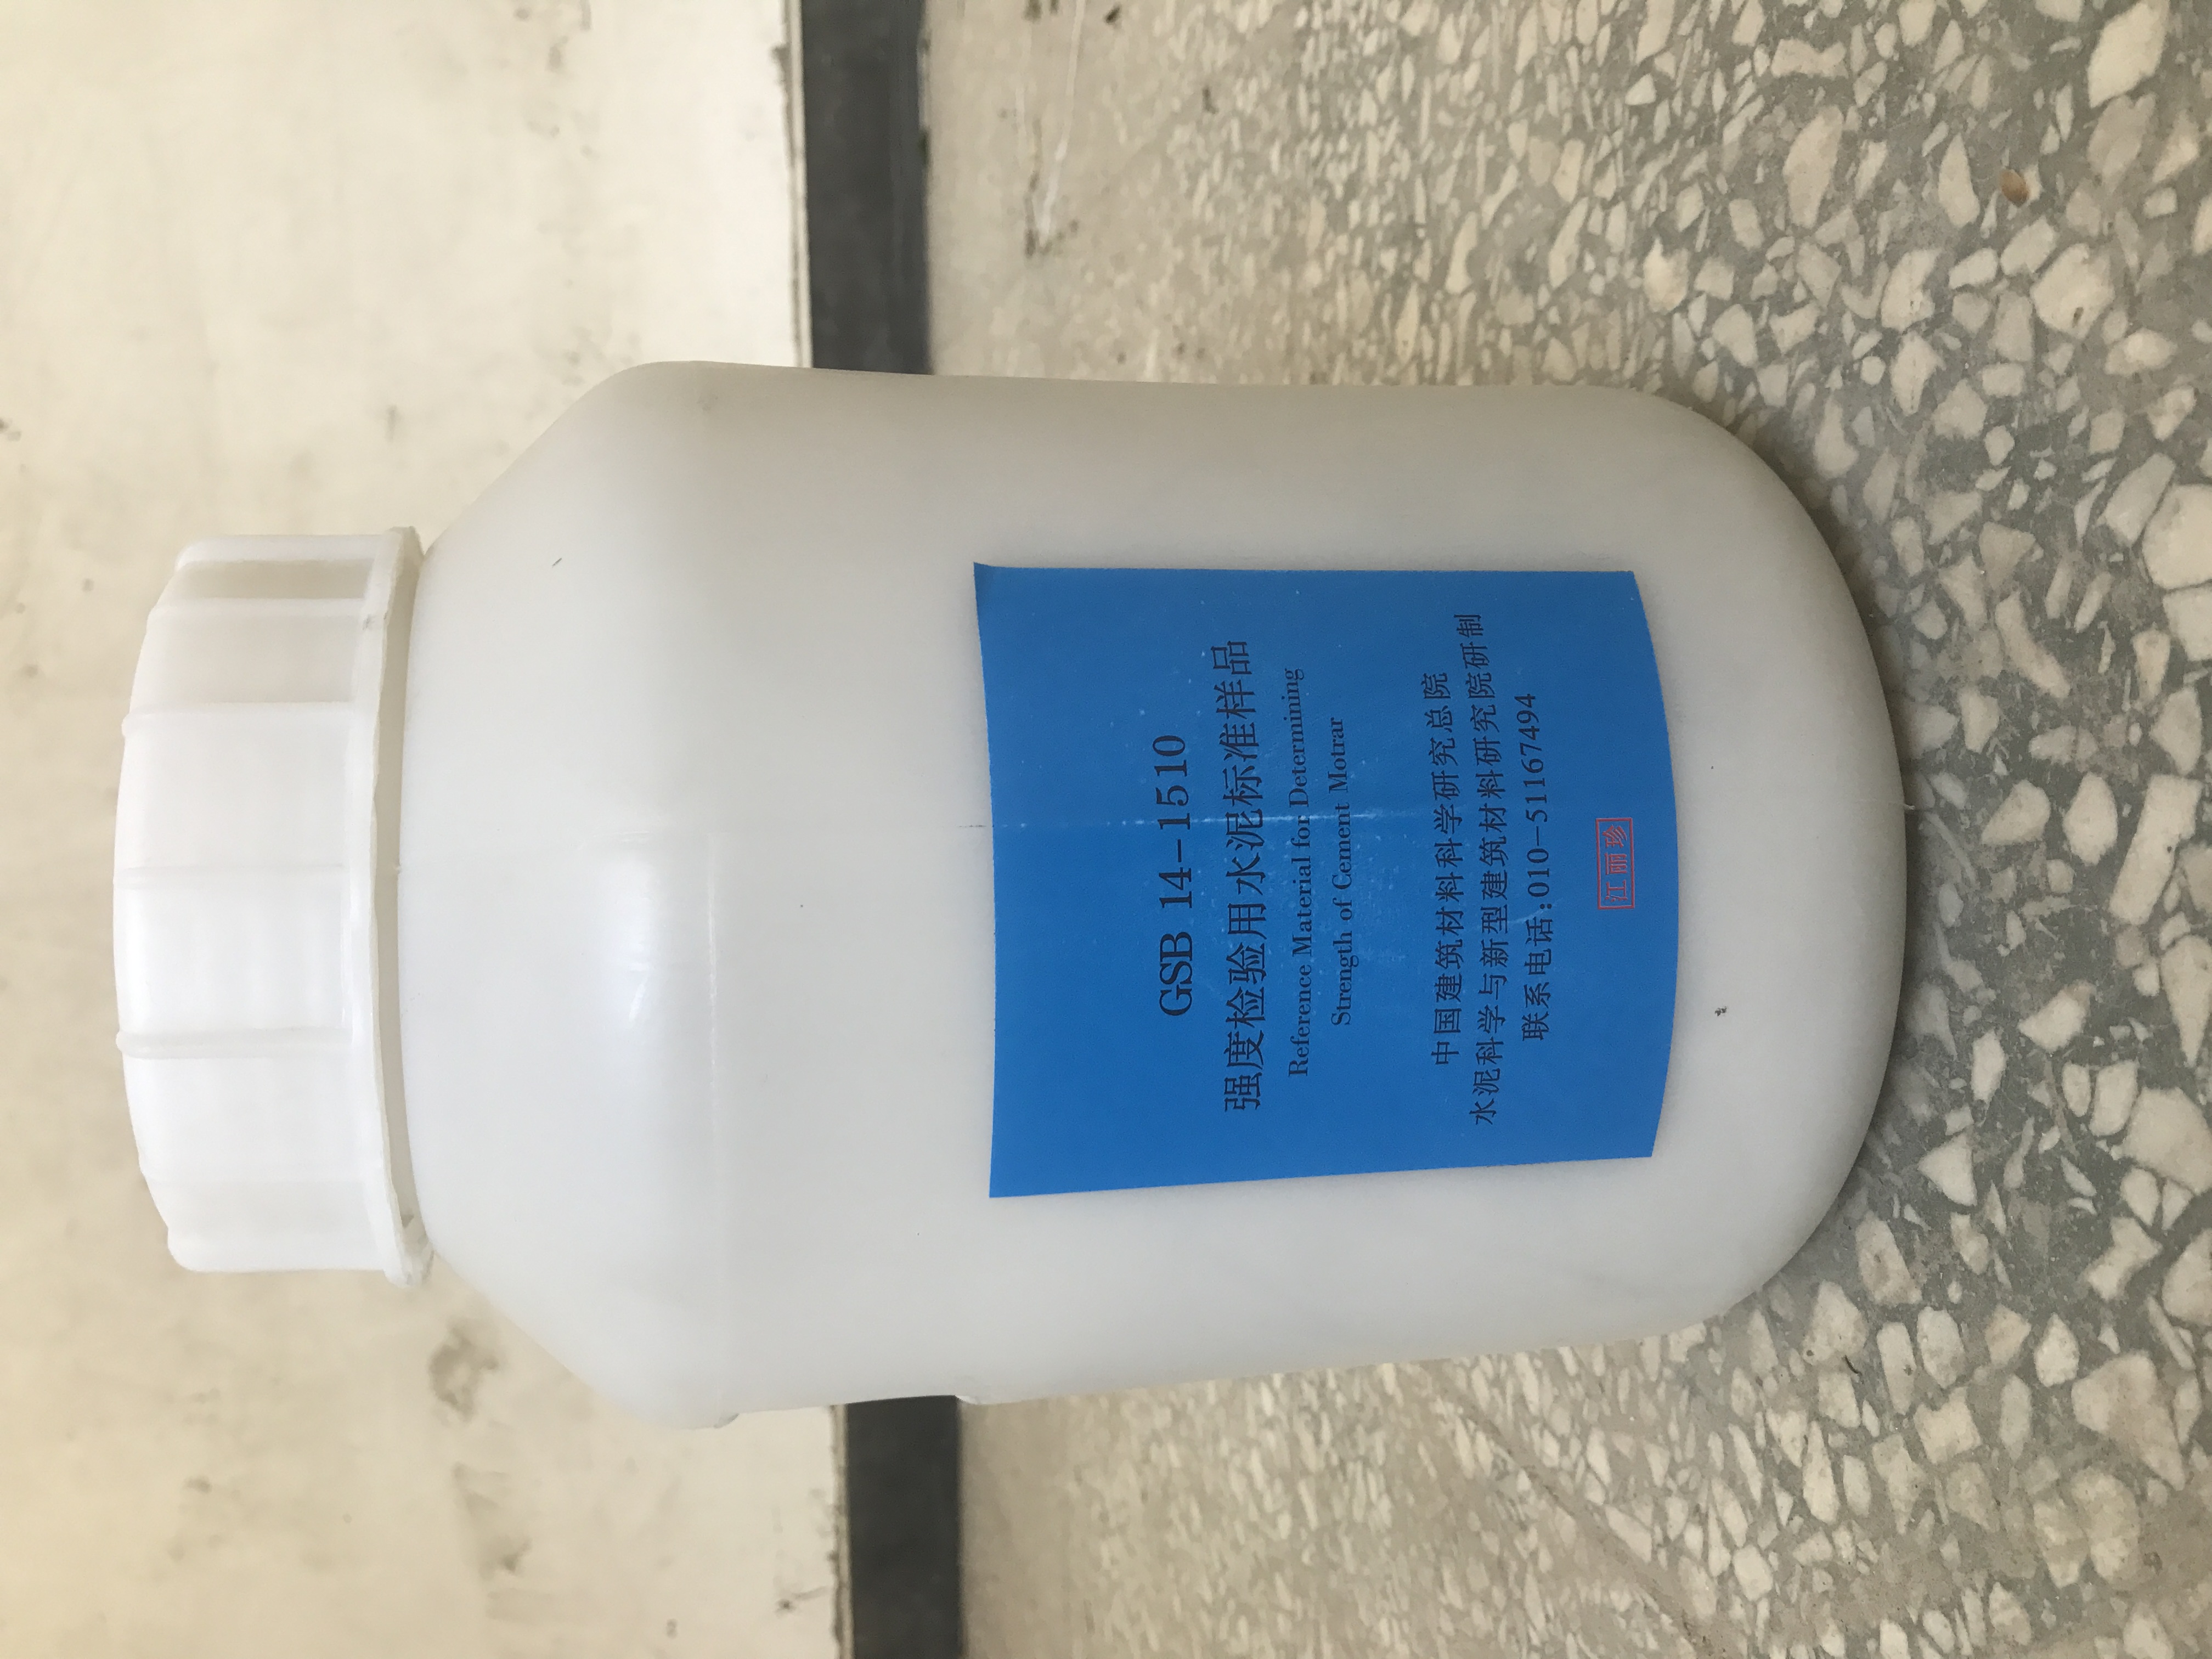 GSB 14-1510
强度检验用水泥标准样品
Reference Material for Determining
Strength of Cement Motrar
中国建筑材料科学研究总院
水泥科学与新型建筑材料研究院研制
联系电话:010-51167494
江丽珍